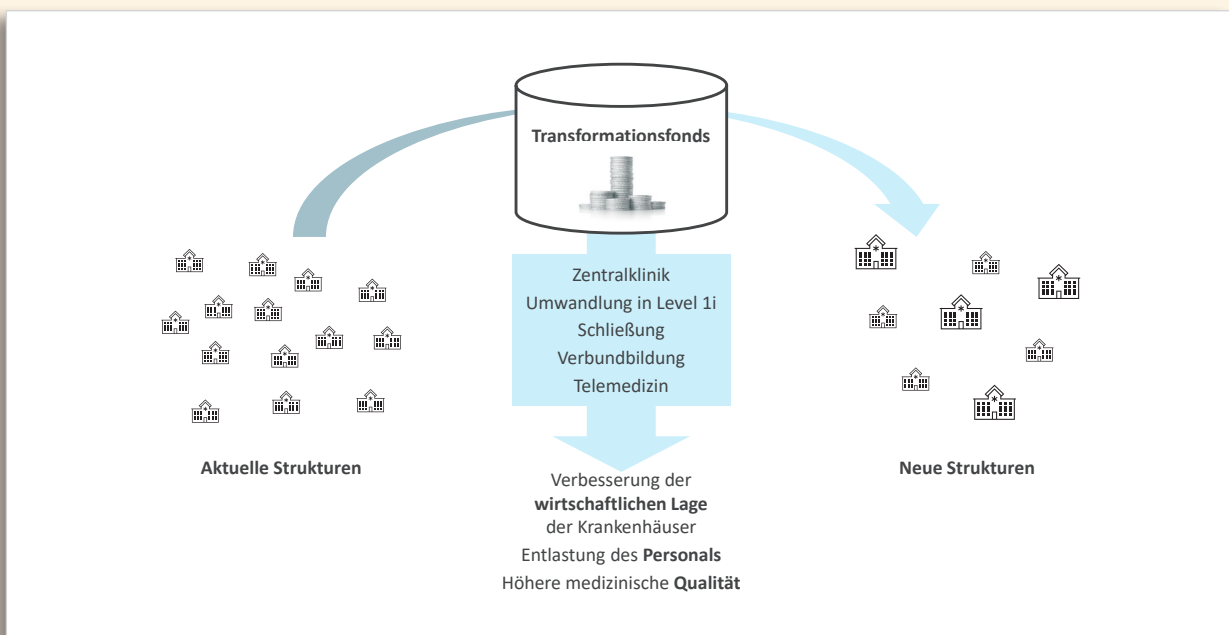 Transformationsfonds
Zentralklinik
Umwandlung in Level 1i
Schließung
Verbundbildung
Telemedizin
Aktuelle Strukturen
Neue Strukturen
Verbesserung der
wirtschaftlichen Lage
der Krankenhäuser
Entlastung des Personals
Höhere medizinische Qualität